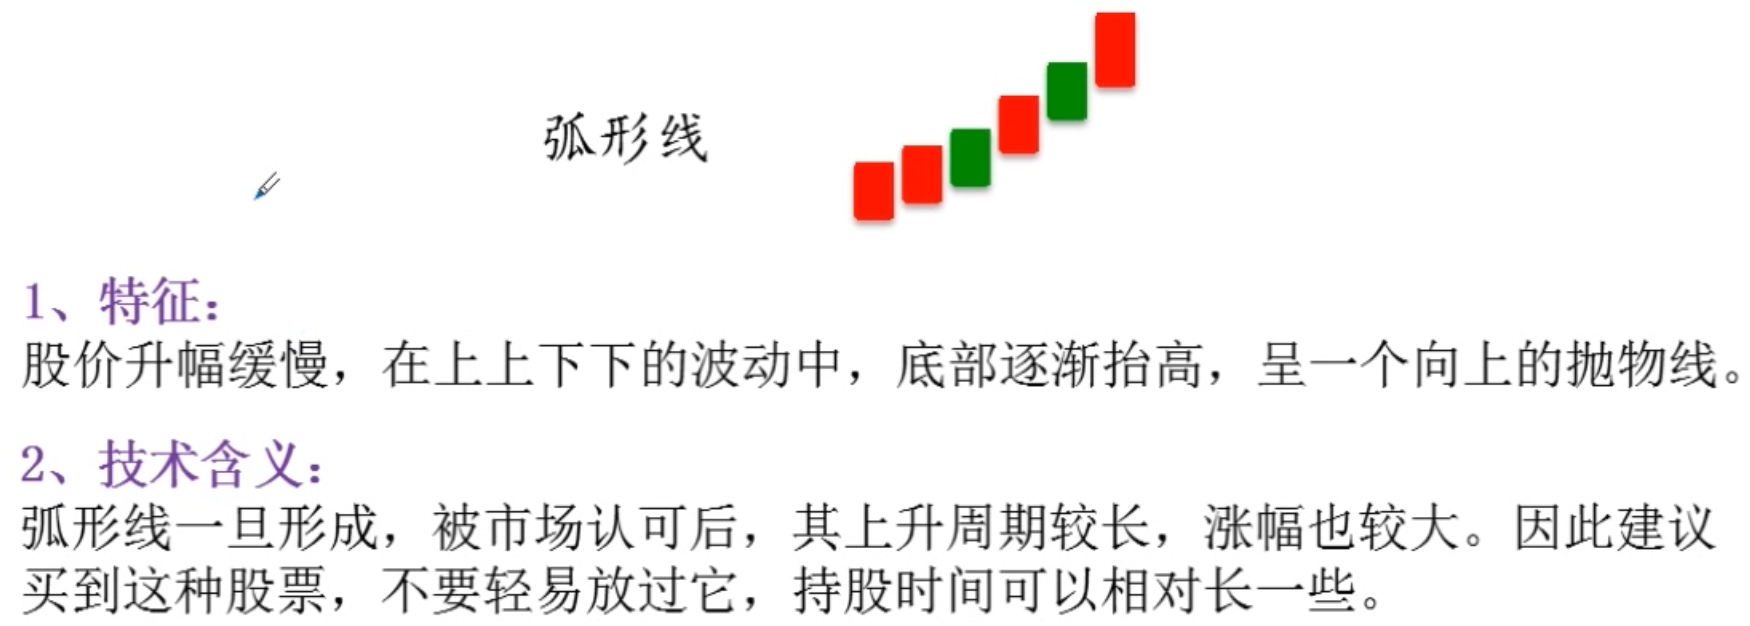 弧形线
1、特征：
股价升幅缓慢，在上上下下的波动中，底部逐渐抬高，呈一个向上的抛物线。
2、技术含义：
弧形线一旦形成，被市场认可后，其上升周期较长，涨幅也较大。因此建议
买到这种股票，不要轻易放过它，持股时间可以相对长一些。